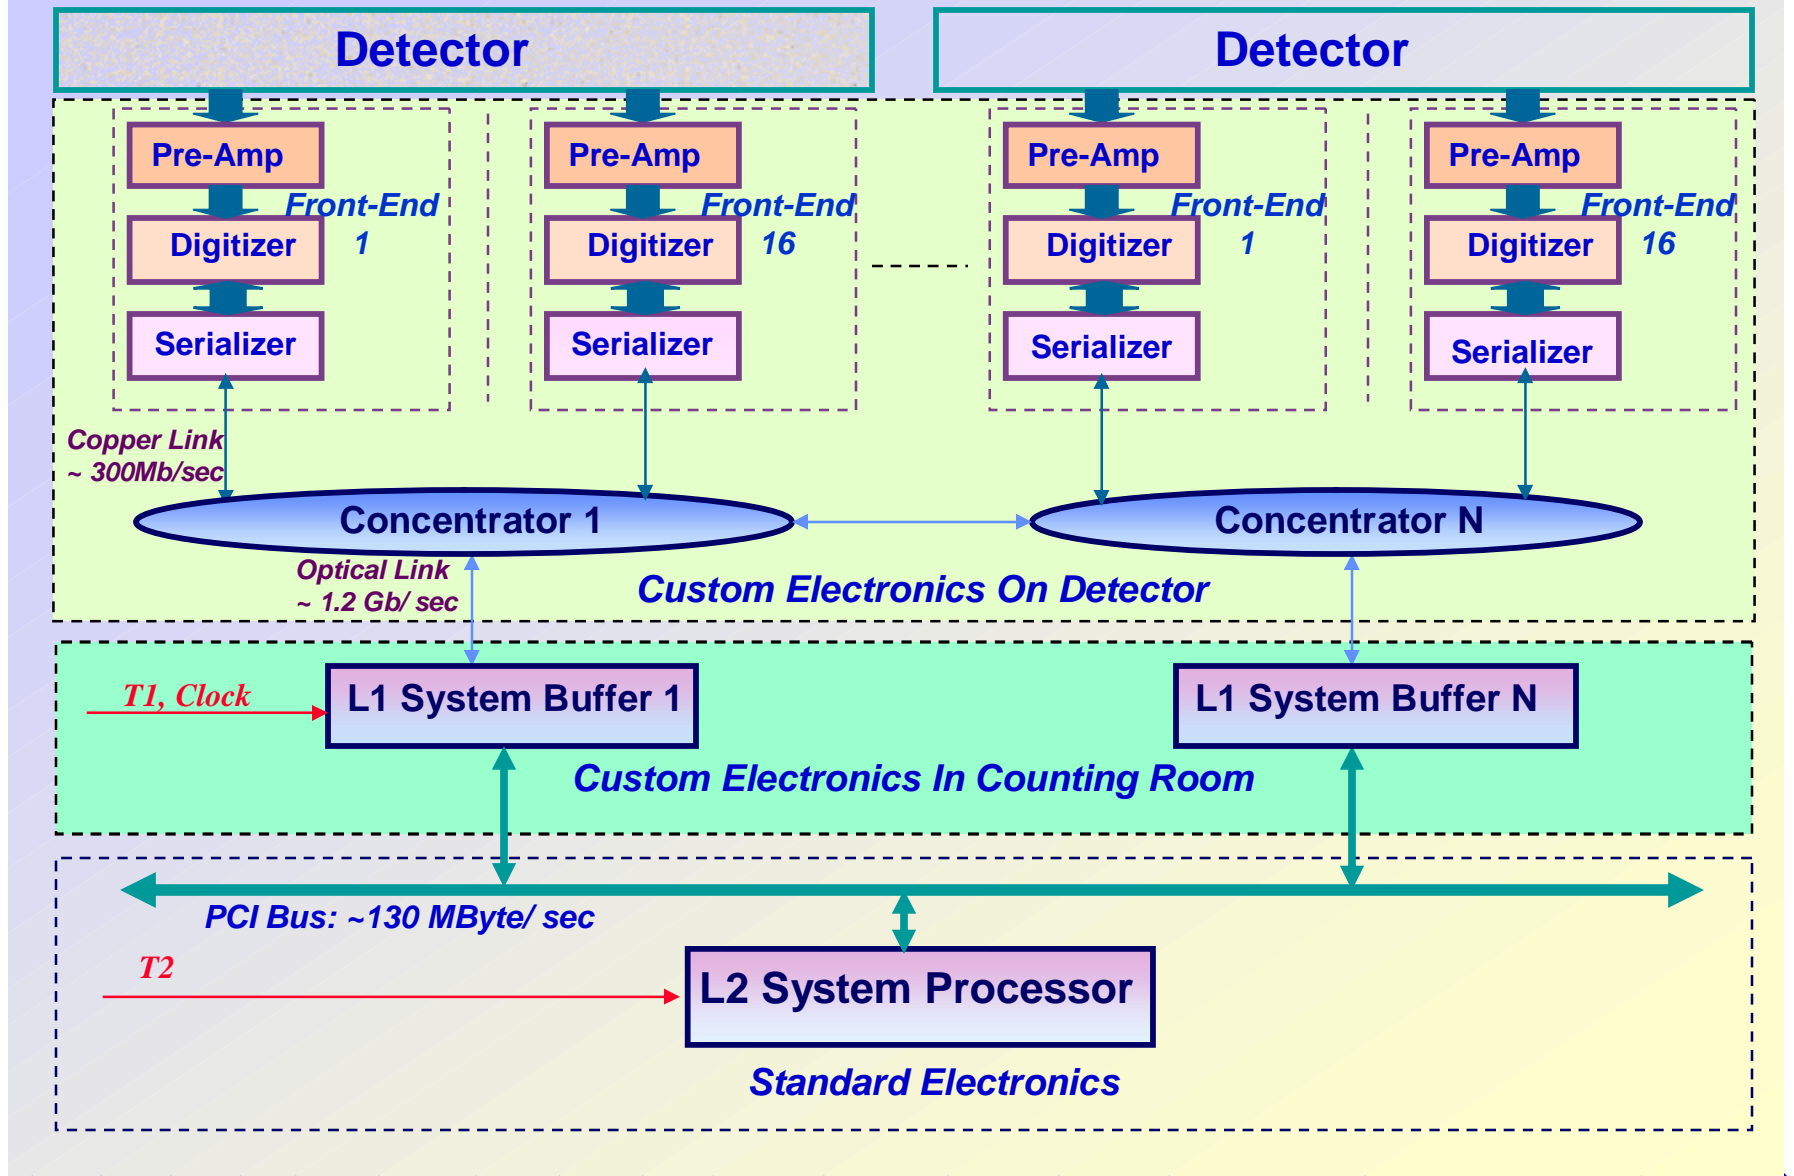 Detector
Detector
Pre-Amp
Pre-Amp
Pre-Amp
Pre-Amp
Front-End
1
Front-End
16
Front-End
1
Front-End
16
Digitizer
Digitizer
Digitizer
Digitizer
Serializer
Serializer
Serializer
Serializer
Copper Link
~ 300Mb/sec
Concentrator 1
Concentrator N
Optical Link
~ 1.2 Gb/ sec
Custom Electronics On Detector
T1, Clock
L1 System Buffer 1
L1 System Buffer N
Custom Electronics In Counting Room
PCI Bus: ~130 MByte/ sec
T2
L2 System Processor
Standard Electronics